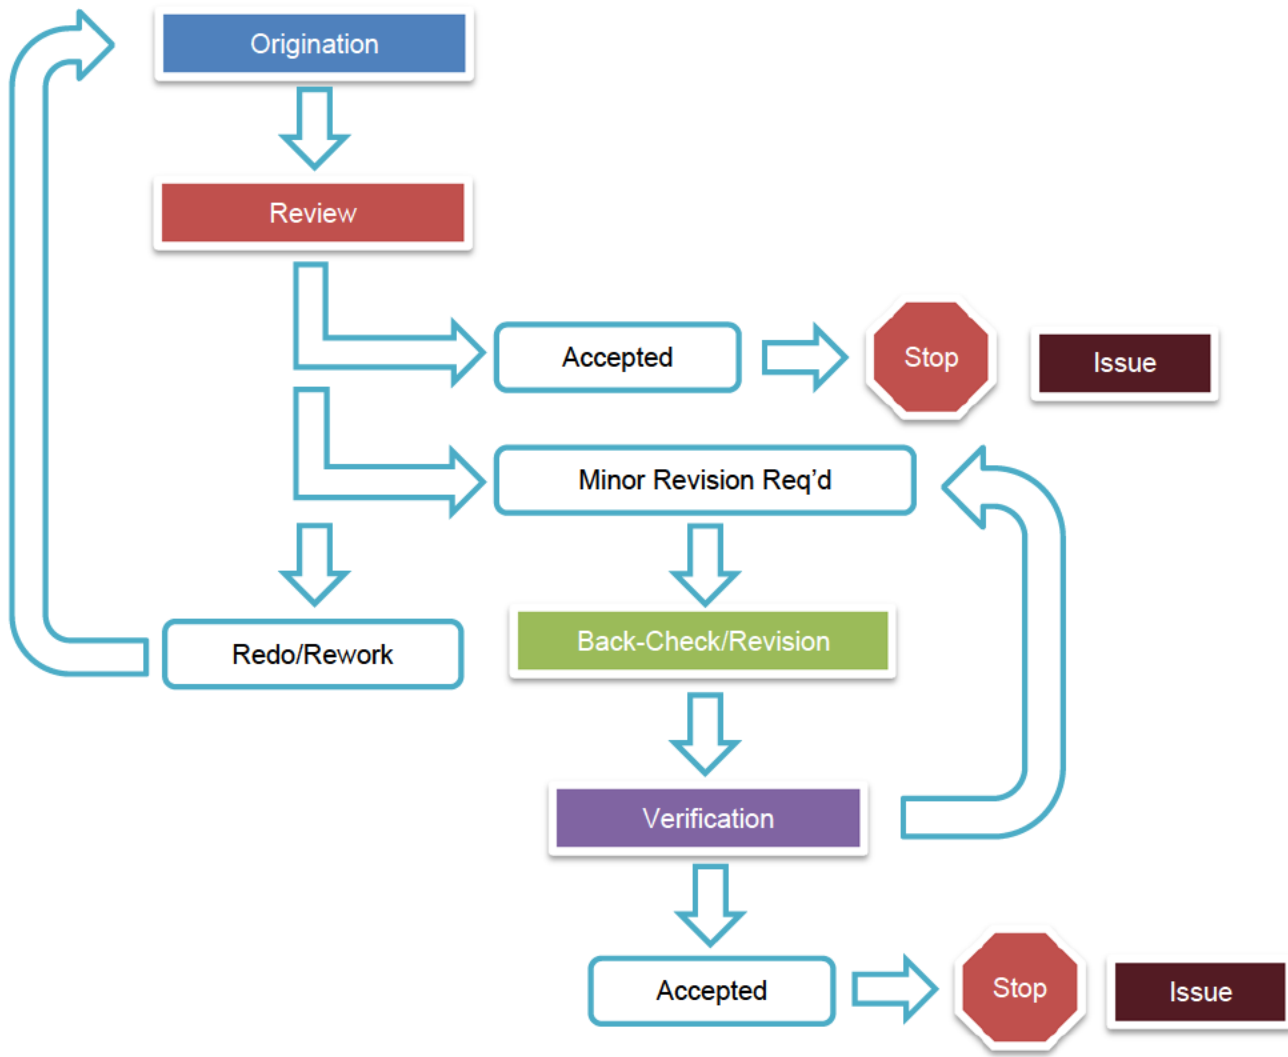 Origination
Review
Accepted
Stop
Issue
Minor Revision Req'd
Redo/Rework
Back-Check/Revision
Verification
Accepted
Stop
Issue